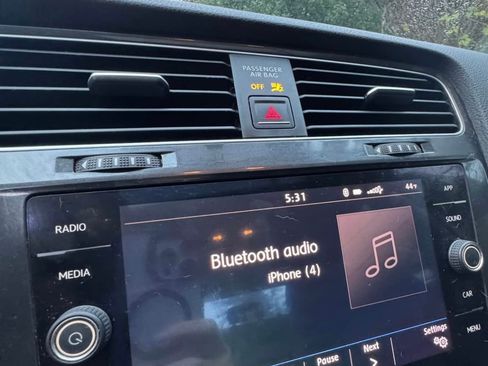 PASSENGER
AIR BAG
OFF
5:31
44°F
RADIO
MEDIA
Bluetooth audio
iPhone (4)
APP
SOUND
CAR
MENU
Settings
Pause
Next
>